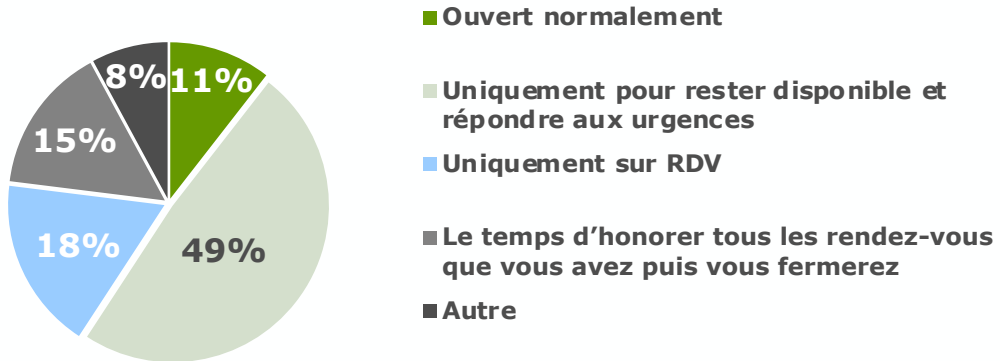 Ouvert normalement
8%
11%
Uniquement pour rester disponible et
répondre aux urgences
15%
Uniquement sur RDV
18%
49%
Le temps d’honorer tous les rendez-vous
que vous avez puis vous fermerez
Autre